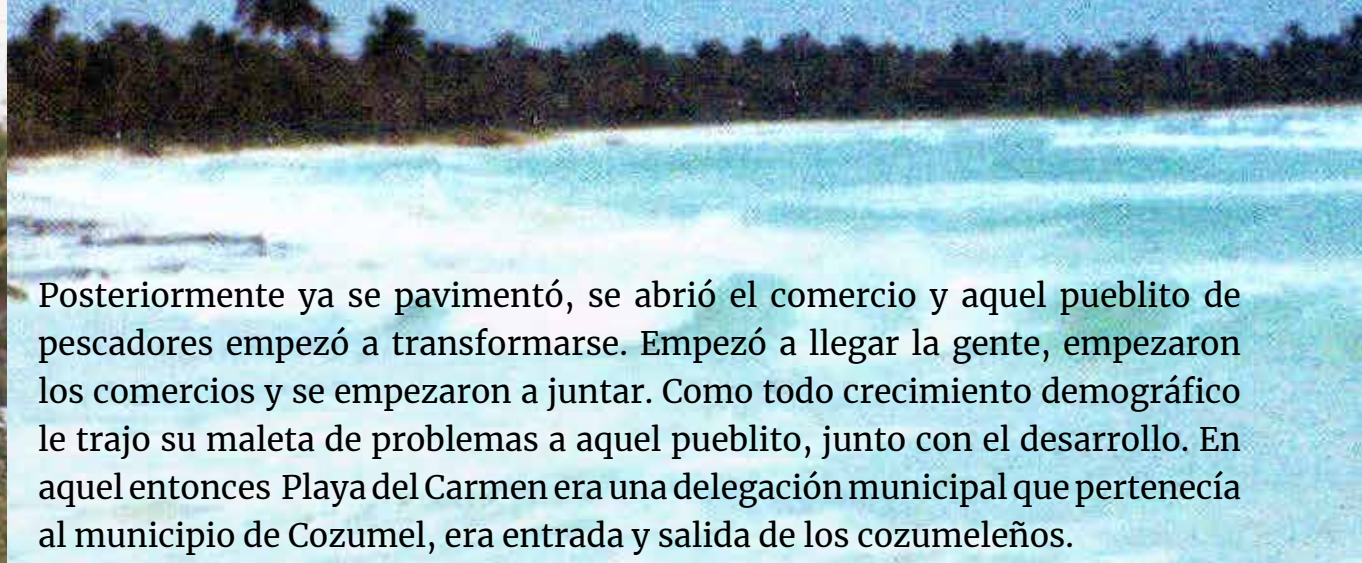 Posteriormente ya se pavimentó, se abrió el comercio y aquel pueblito de
pescadores empezó a transformarse. Empezó a llegar la gente, empezaron
los comercios y se empezaron a juntar. Como todo crecimiento demográfico
le trajo su maleta de problemas a aquel pueblito, junto con el desarrollo. En
aquel entonces Playa del Carmen era una delegación municipal que pertenecía
al municipio de Cozumel, era entrada y salida de los cozumeleños.